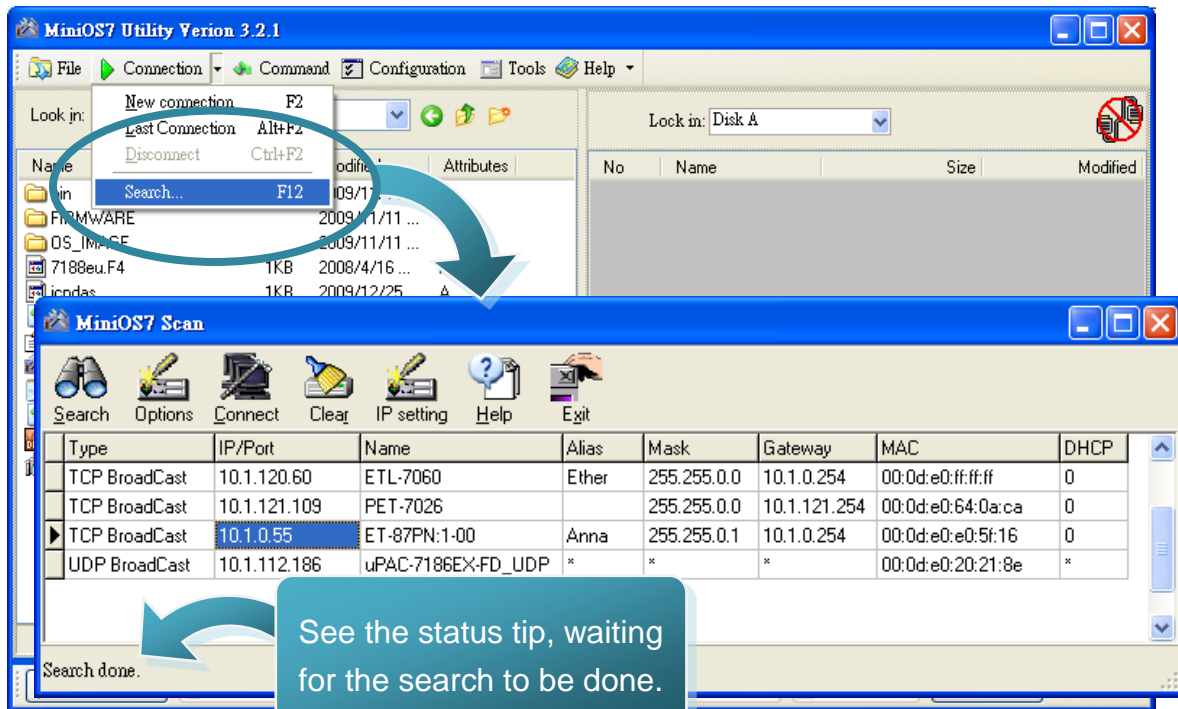 MiniOS7 Utility Verion 3.2.1
File Connection Command Configuration Tools Help
Look in:
Lock in: Disk A
New connection F2
Last Connection Alt+F2
Disconnect Ctrl+F2
Search... F12
Name Attributes
No Name Size Modified
bin
FIRMWARE 2009/11/11 ...
OS_IMAGE 2009/11/11 ...
7188eu.F4 1KB 2008/4/16 ...
icpdas 1KB 2009/12/25 A
MiniOS7 Scan
Search Options Connect Clear IP setting Help Exit
Type IP/Port Name Alias Mask Gateway MAC DHCP
TCP BroadCast 10.1.120.60 ETL-7060 Ether 255.255.0.0 10.1.0.254 00:0d:e0:ff:ff:ff 0
TCP BroadCast 10.1.121.109 PET-7026 255.255.0.0 10.1.121.254 00:0d:e0:64:0a:ca 0
TCP BroadCast 10.1.0.55 ET-87PN:1-00 Anna 255.255.0.1 10.1.0.254 00:0d:e0:e0:5f:16 0
UDP BroadCast 10.1.112.186 uPAC-7186EX-FD_UDP * * * 00:0d:e0:20:21:8e *
See the status tip, waiting
for the search to be done.
Search done.